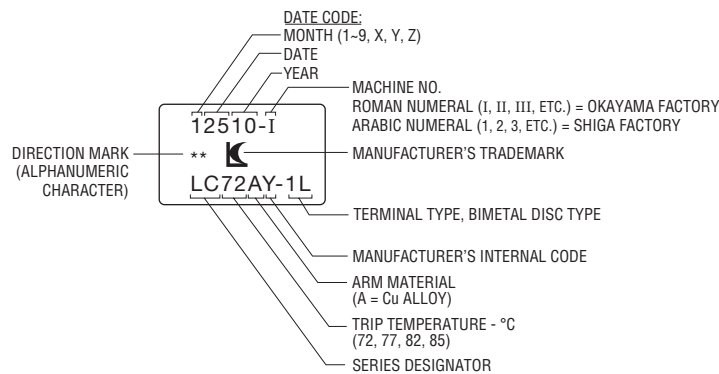 DATE CODE:
MONTH (1~9, X, Y, Z)
DATE
YEAR
MACHINE NO.
ROMAN NUMERAL (I, II, III, ETC.) = OKAYAMA FACTORY
ARABIC NUMERAL (1, 2, 3, ETC.) = SHIGA FACTORY
12510-I
DIRECTION MARK
(ALPHANUMERIC
CHARACTER)
**
MANUFACTURER'S TRADEMARK
LC72AY-1L
TERMINAL TYPE, BIMETAL DISC TYPE
MANUFACTURER'S INTERNAL CODE
ARM MATERIAL
(A = Cu ALLOY)
TRIP TEMPERATURE - °C
(72, 77, 82, 85)
SERIES DESIGNATOR